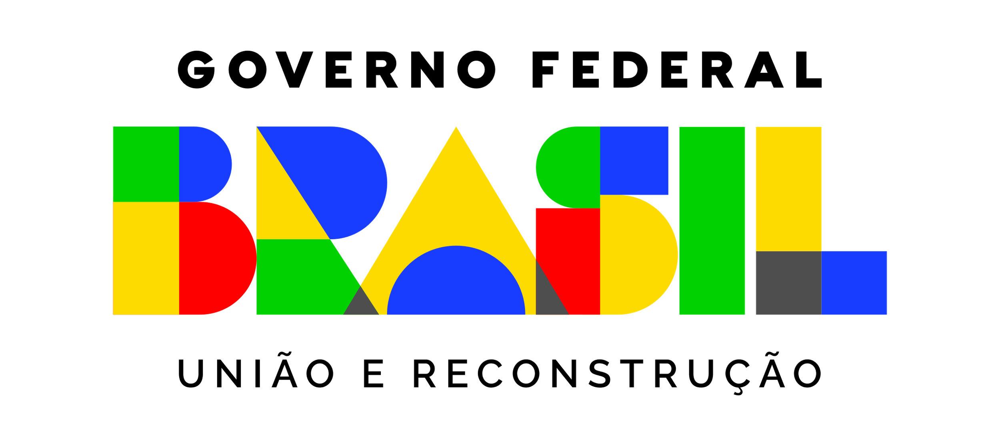 GOVERNO FEDERAL
BRASIL
UNIÃO E RECONSTRUÇÃO